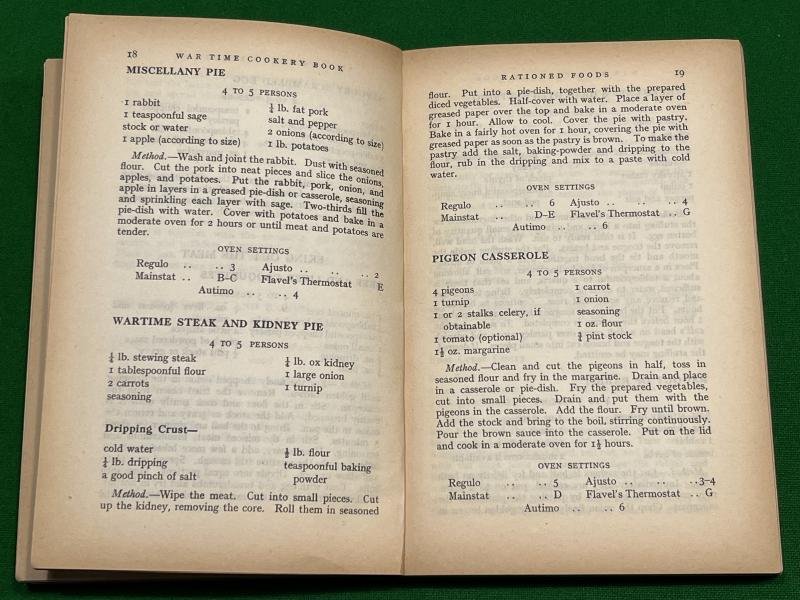 18 WAR TIME COOKERY BOOK
MISCELLANY PIE
4 TO 5 PERSONS
1 rabbit
1 teaspoonful sage
stock or water
1 apple (according to size)
¼ lb. fat pork
salt and pepper
2 onions (according to size)
1 lb. potatoes
Method.—Wash and joint the rabbit. Dust with seasoned
flour. Cut the pork into neat pieces and slice the onions,
apples, and potatoes. Put the rabbit, pork, onion, and
apple in layers in a greased pie-dish or casserole, seasoning
and sprinkling each layer with sage. Two-thirds fill the
pie-dish with water. Cover with potatoes and bake in a
moderate oven for 2 hours or until meat and potatoes are
tender.
OVEN SETTINGS
Regulo .. .. 3 Ajusto .. .. .. 2
Mainstat .. B–C Flavel's Thermostat E
Autimo .. .. 4
WARTIME STEAK AND KIDNEY PIE
4 TO 5 PERSONS
¼ lb. stewing steak
1 tablespoonful flour
2 carrots
seasoning
¼ lb. ox kidney
1 large onion
1 turnip
Dripping Crust—
cold water
¼ lb. dripping
a good pinch of salt
½ lb. flour
teaspoonful baking
powder
Method.—Wipe the meat. Cut into small pieces. Cut
up the kidney, removing the core. Roll them in seasoned
RATIONED FOODS 19
flour. Put into a pie-dish, together with the prepared
diced vegetables. Half-cover with water. Place a layer of
greased paper over the top and bake in a moderate oven
for 1 hour. Allow to cool. Cover the pie with pastry.
Bake in a fairly hot oven for 1 hour, covering the pie with
greased paper as soon as the pastry is brown. To make the
pastry add the salt, baking-powder and dripping to the
flour, rub in the dripping and mix to a paste with cold
water.
OVEN SETTINGS
Regulo .. .. 6 Ajusto .. .. .. 4
Mainstat .. D–E Flavel's Thermostat .. G
Autimo .. .. 6
PIGEON CASSEROLE
4 TO 5 PERSONS
4 pigeons
1 turnip
1 or 2 stalks celery, if
obtainable
1 tomato (optional)
1½ oz. margarine
1 carrot
1 onion
seasoning
1 oz. flour
¾ pint stock
Method.—Clean and cut the pigeons in half, toss in
seasoned flour and fry in the margarine. Drain and place
in a casserole or pie-dish. Fry the prepared vegetables,
cut into small pieces. Drain and put them with the
pigeons in the casserole. Add the flour. Fry until brown.
Add the stock and bring to the boil, stirring continuously.
Pour the brown sauce into the casserole. Put on the lid
and cook in a moderate oven for 1½ hours.
OVEN SETTINGS
Regulo .. .. 5 Ajusto .. .. ..3–4
Mainstat .. .. D Flavel's Thermostat .. G
Autimo .. .. 6